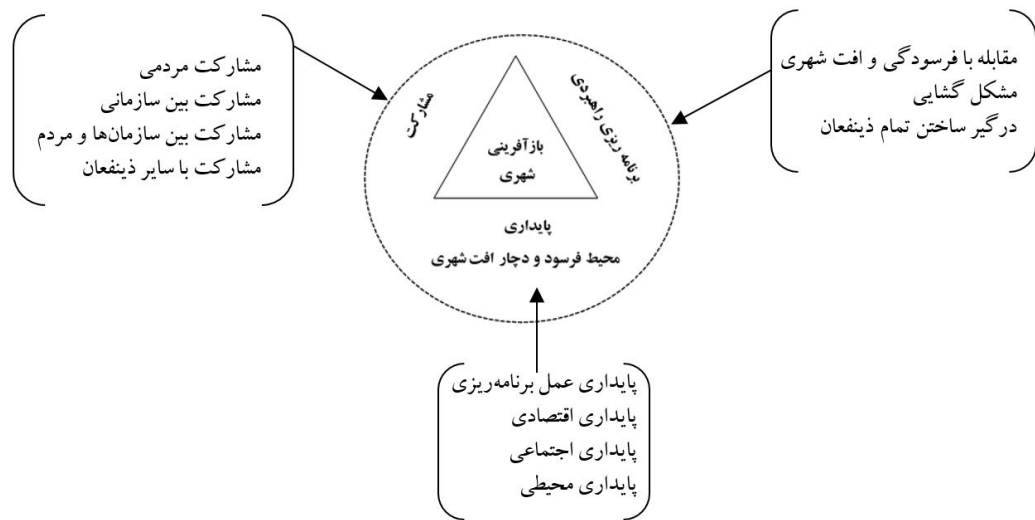 مقابله با فرسودگی و افت شهری
مشکل گشایی
درگیر ساختن تمام ذینفعان
برنامه ریزی راهبردی
بازآفرینی
شهری
مشارکت
مشارکت مردمی
مشارکت بین سازمانی
مشارکت بین سازمان‌ها و مردم
مشارکت با سایر ذینفعان
پایداری
محیط فرسود و دچار افت شهری
پایداری عمل برنامه‌ریزی
پایداری اقتصادی
پایداری اجتماعی
پایداری محیطی